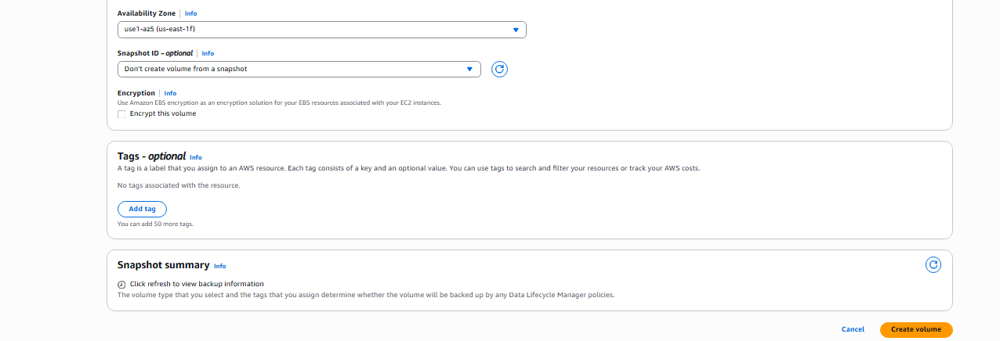 Availability Zone | Info
use1-az5 (us-east-1f)
Snapshot ID - optional | Info
Don't create volume from a snapshot
Encryption | Info
Use Amazon EBS encryption as an encryption solution for your EBS resources associated with your EC2 instances.
Encrypt this volume
Tags - optional Info
A tag is a label that you assign to an AWS resource. Each tag consists of a key and an optional value. You can use tags to search and filter your resources or track your AWS costs.
No tags associated with the resource.
Add tag
You can add 50 more tags.
Snapshot summary Info
Click refresh to view backup information
The volume type that you select and the tags that you assign determine whether the volume will be backed up by any Data Lifecycle Manager policies.
Cancel Create volume